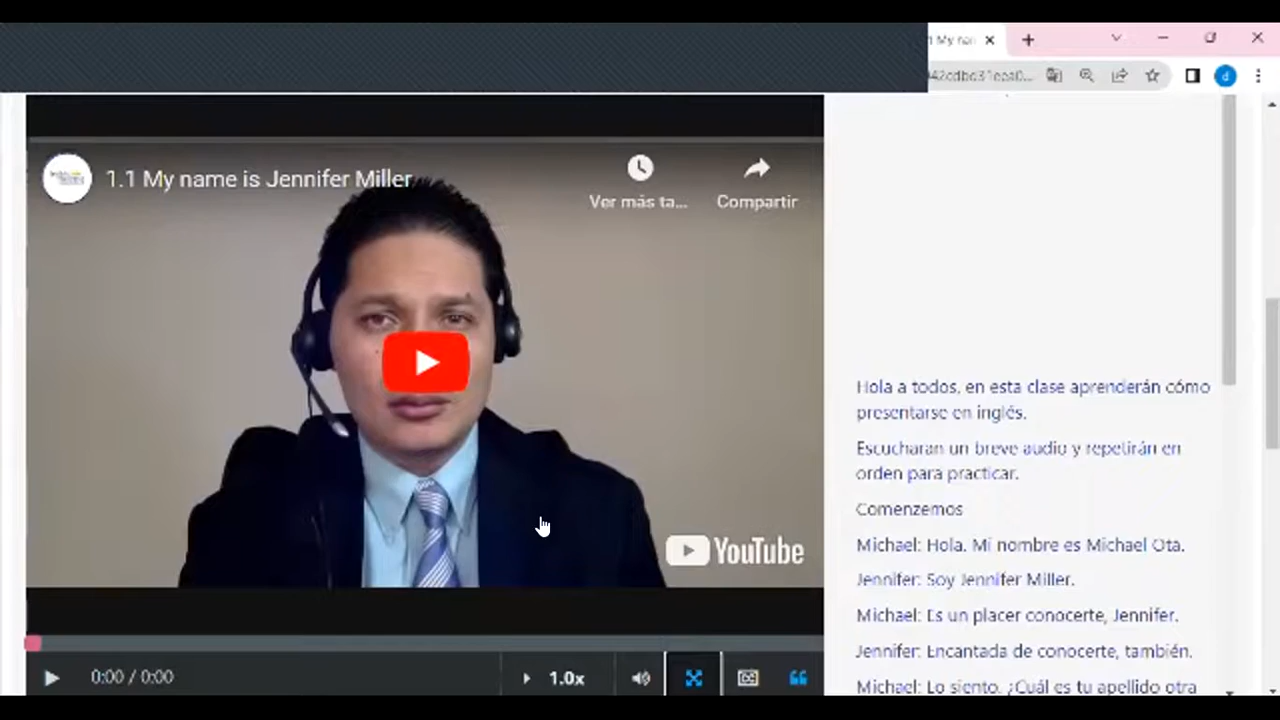 1 My nar
42cdbd31eea0...
d
1.1 My name is Jennifer Miller
Ver más ta...
Compartir
YouTube
0:00 / 0:00
1.0x
Hola a todos, en esta clase aprenderán cómo
presentarse en inglés.
Escucharan un breve audio y repetirán en
orden para practicar.
Comenzemos
Michael: Hola. Mi nombre es Michael Ota.
Jennifer: Soy Jennifer Miller.
Michael: Es un placer conocerte, Jennifer.
Jennifer: Encantada de conocerte, también.
Michael: Lo siento. ¿Cuál es tu apellido otra